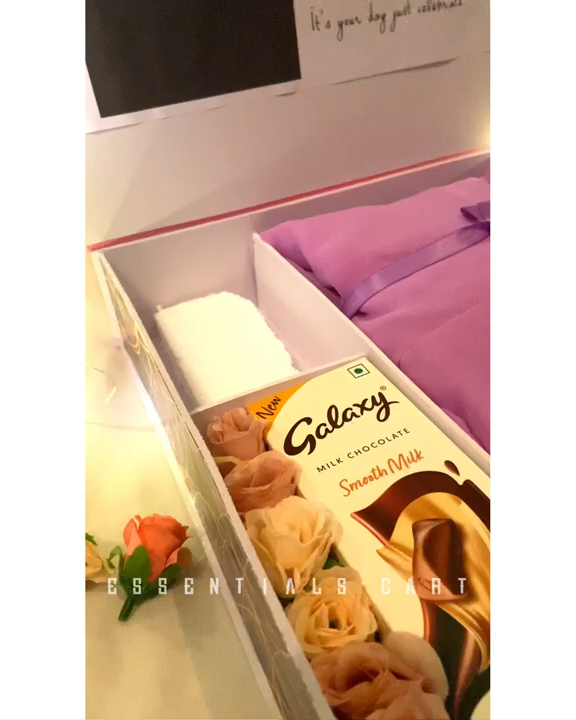 It's your day just celebrate.
New
Galaxy®
MILK CHOCOLATE
Smooth Milk
ESSENTIALS CART